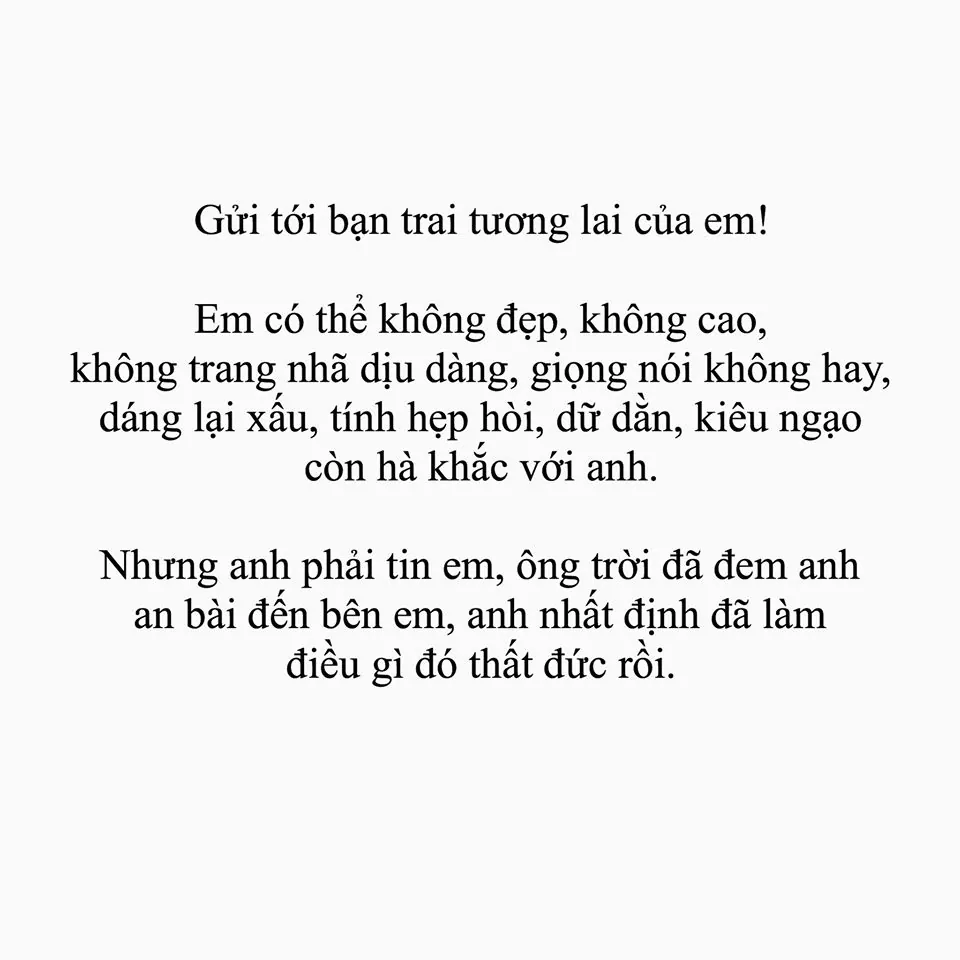 Gửi tới bạn trai tương lai của em!
Em có thể không đẹp, không cao,
không trang nhã dịu dàng, giọng nói không hay,
dáng lại xấu, tính hẹp hòi, dữ dằn, kiêu ngạo
còn hà khắc với anh.
Nhưng anh phải tin em, ông trời đã đem anh
an bài đến bên em, anh nhất định đã làm
điều gì đó thất đức rồi.